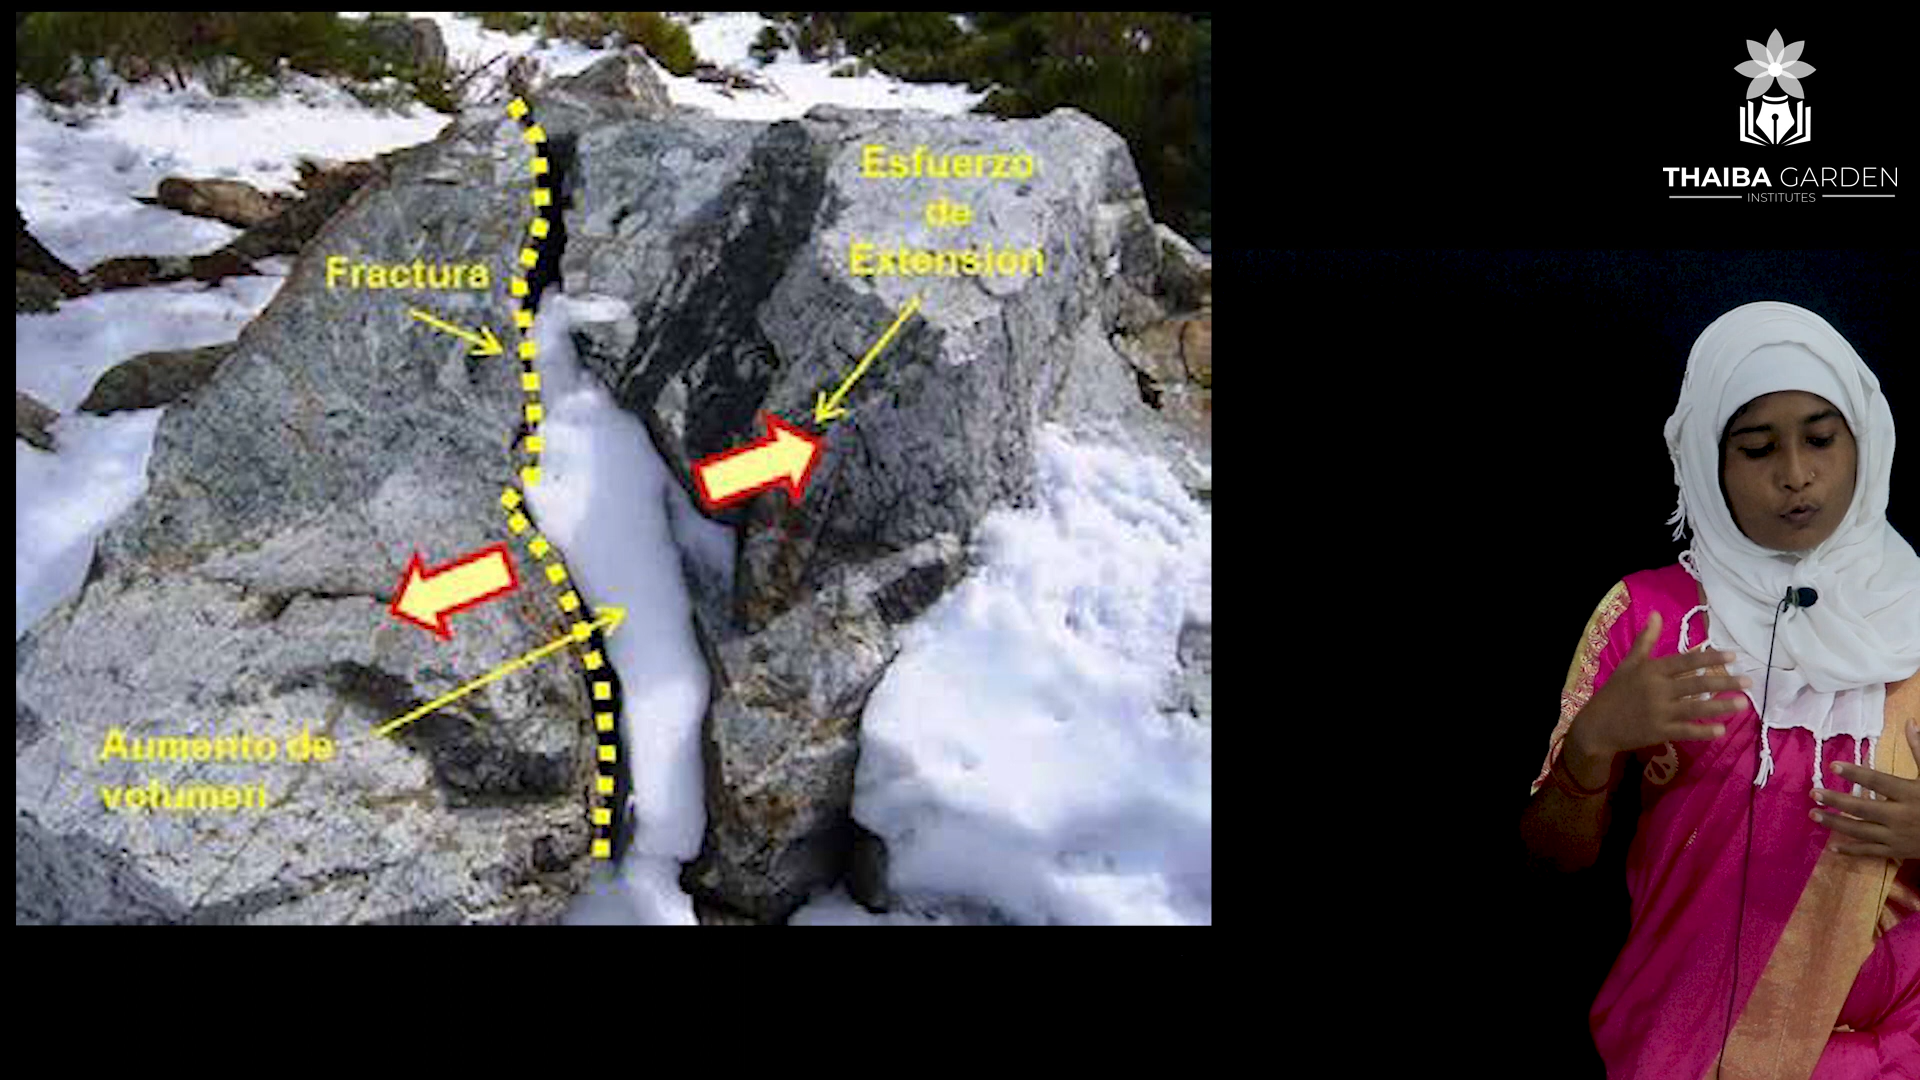 Esfuerzo
de
Extensión
Fractura
Aumento de
volumen
THAIBA GARDEN
INSTITUTES